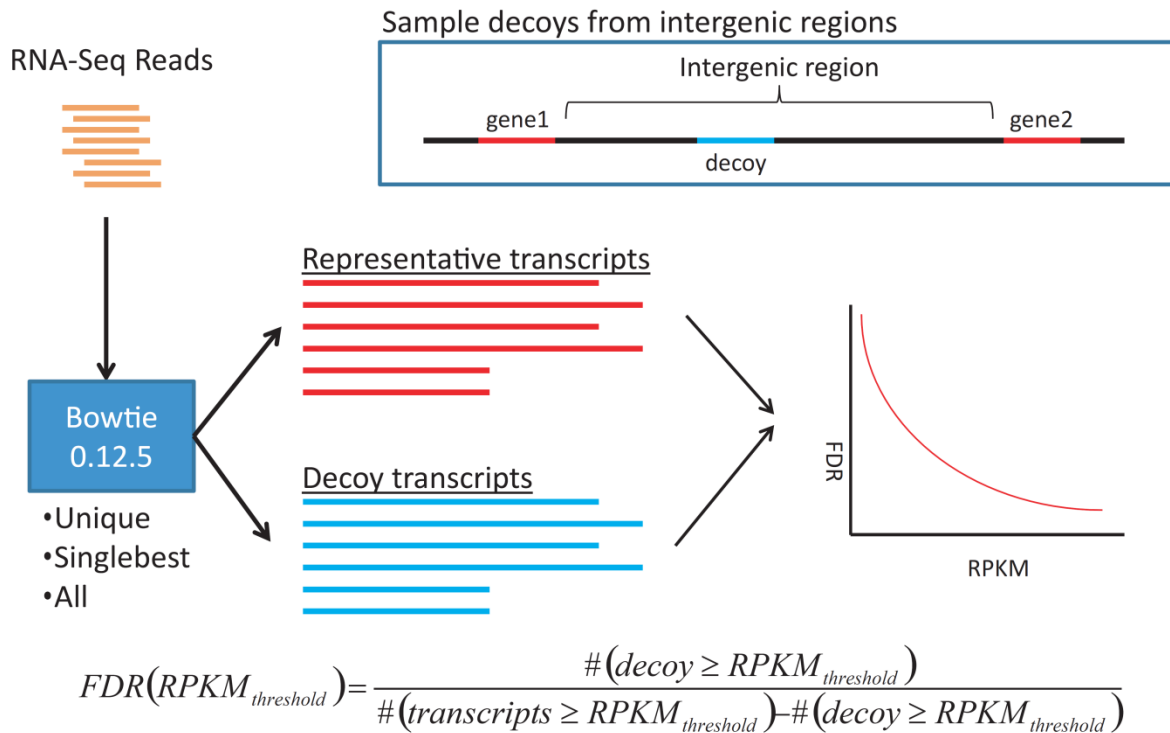 Sample decoys from intergenic regions
RNA-Seq Reads
Intergenic region
gene1
gene2
decoy
Representative transcripts
Bowtie
0.12.5
•Unique
•Singlebest
•All
Decoy transcripts
FDR
RPKM
FDR(RPKM_threshold) = #(decoy ≥ RPKM_threshold) / #(transcripts ≥ RPKM_threshold) – #(decoy ≥ RPKM_threshold)